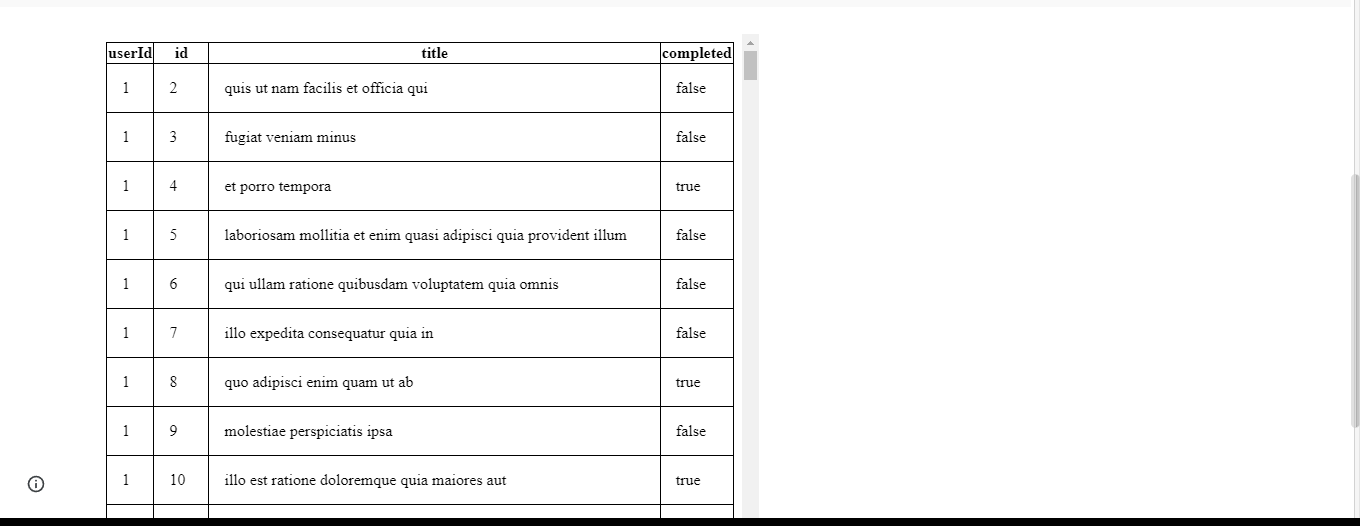 userId id title completed
1 2 quis ut nam facilis et officia qui false
1 3 fugiat veniam minus false
1 4 et porro tempora true
1 5 laboriosam mollitia et enim quasi adipisci quia provident illum false
1 6 qui ullam ratione quibusdam voluptatem quia omnis false
1 7 illo expedita consequatur quia in false
1 8 quo adipisci enim quam ut ab true
1 9 molestiae perspiciatis ipsa false
1 10 illo est ratione doloremque quia maiores aut true